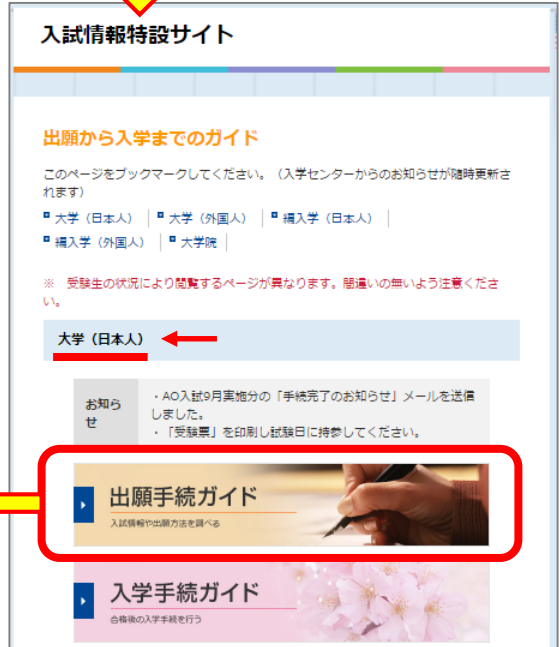 入試情報特設サイト
出願から入学までのガイド
このページをブックマークしてください。（入学センターからのお知らせが随時更新さ
れます）
大学（日本人） 大学（外国人） 編入学（日本人）
編入学（外国人） 大学院
※　受験生の状況により閲覧するページが異なります。間違いの無いよう注意くださ
い。
大学（日本人）
お知ら
せ
・AO入試9月実施分の「手続完了のお知らせ」メールを送信
しました。
・「受験票」を印刷し試験日に持参してください。
出願手続ガイド
入試情報や出願方法を調べる
入学手続ガイド
合格後の入学手続を行う